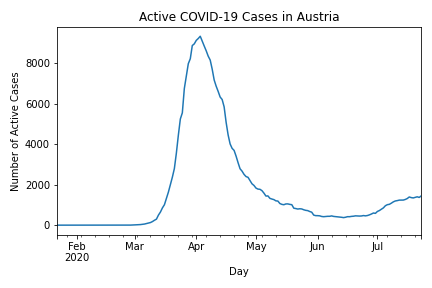 Active COVID-19 Cases in Austria
Number of Active Cases
8000
6000
4000
2000
0
Feb Mar Apr May Jun Jul
2020
Day